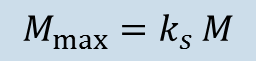 M_max = k_s M